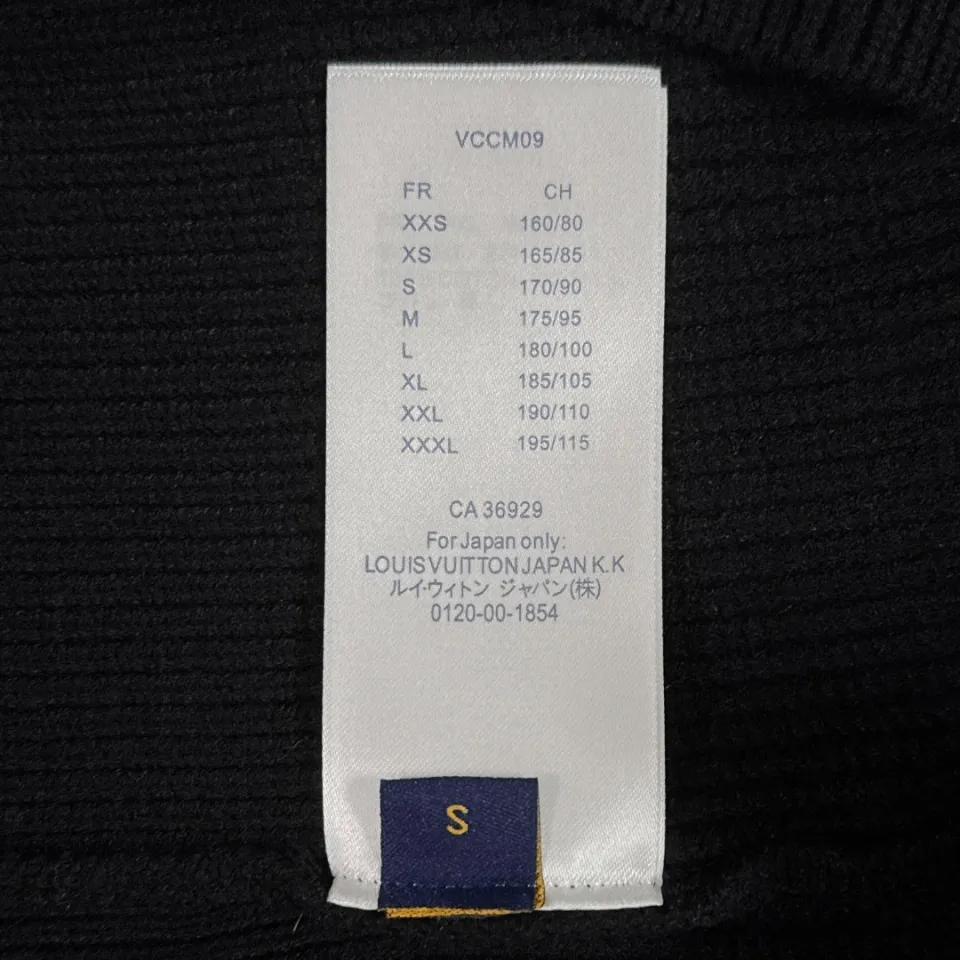 VCCM09
FR CH
XXS 160/80
XS 165/85
S 170/90
M 175/95
L 180/100
XL 185/105
XXL 190/110
XXXL 195/115
CA 36929
For Japan only:
LOUIS VUITTON JAPAN K.K
ルイ・ウィトン ジャパン(株)
0120-00-1854
S